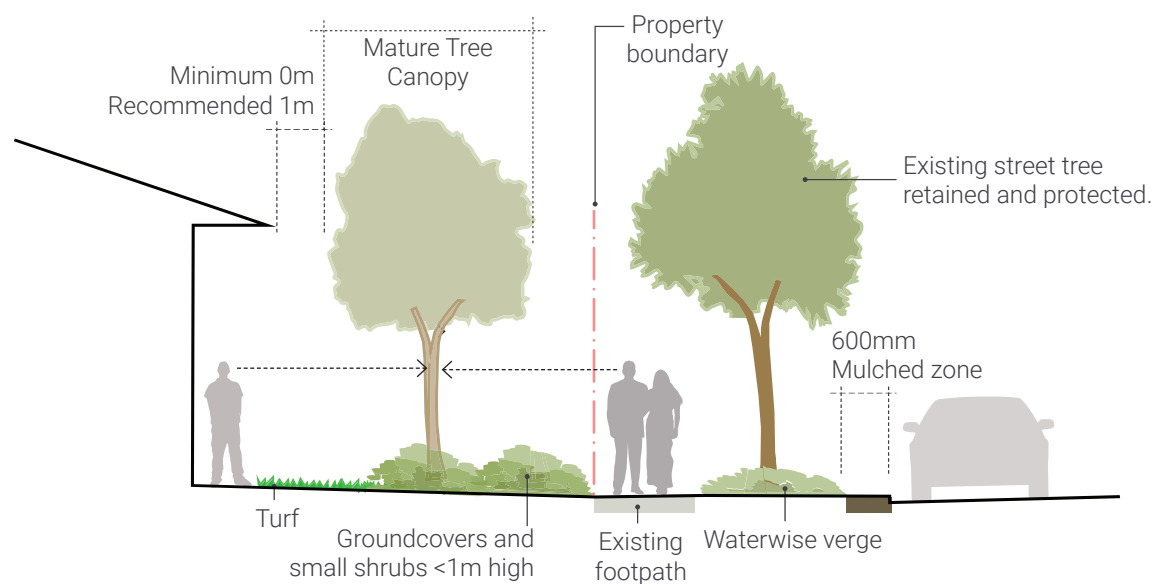 Property
boundary
Mature Tree
Canopy
Minimum 0m
Recommended 1m
Existing street tree
retained and protected.
600mm
Mulched zone
Turf
Groundcovers and
small shrubs <1m high
Existing
footpath
Waterwise verge